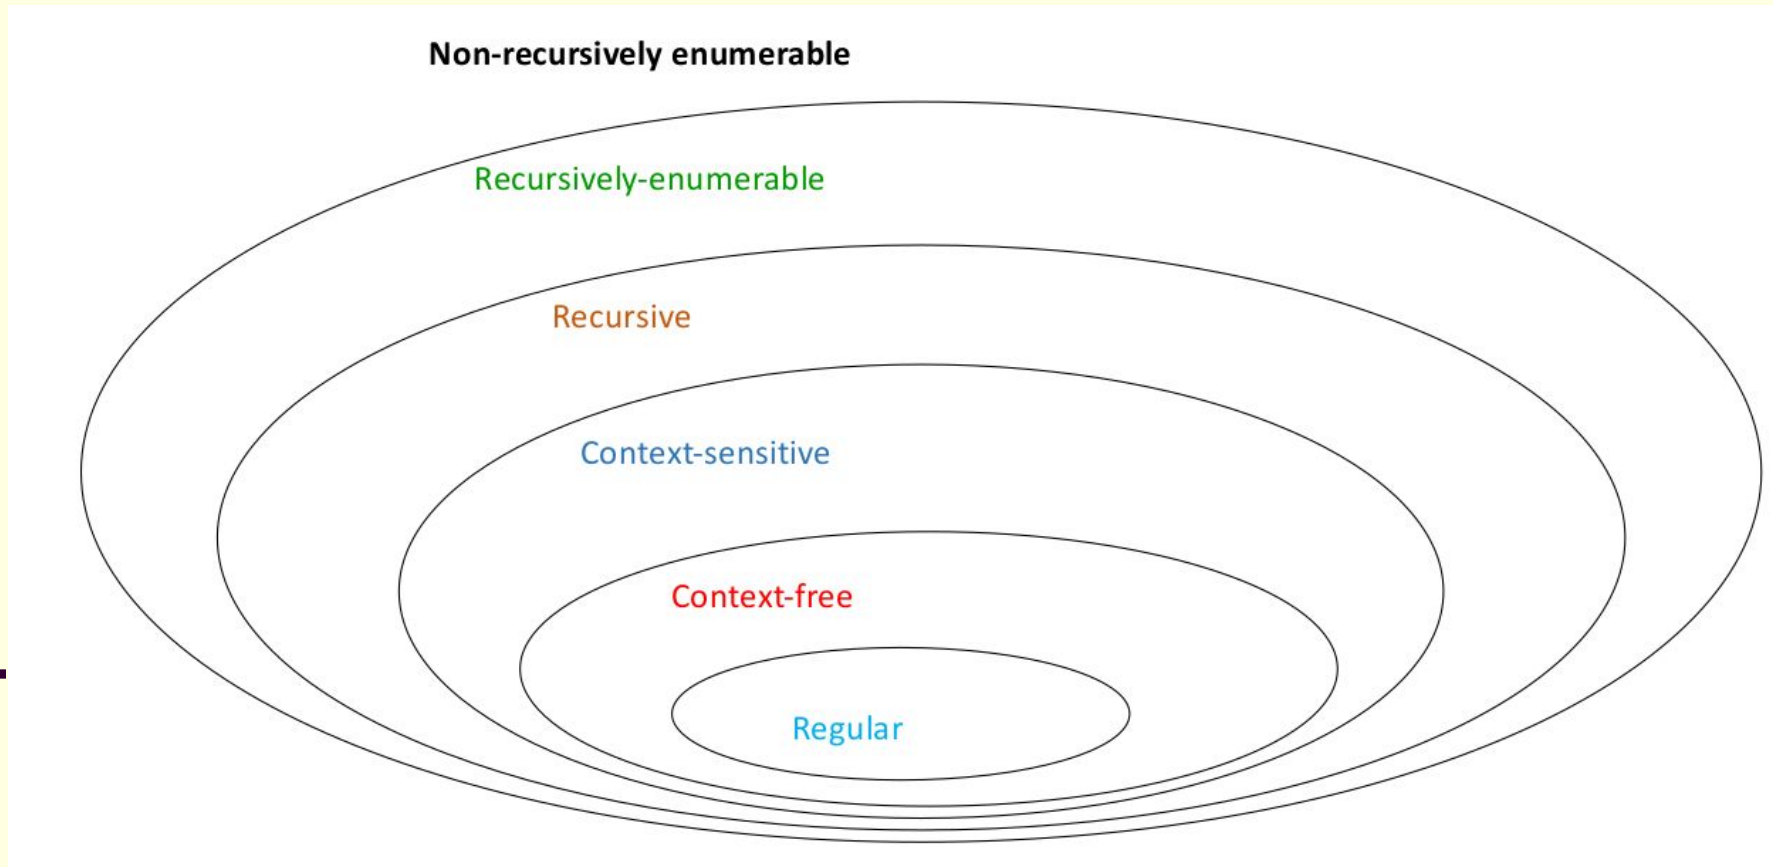 Non-recursively enumerable
Recursively-enumerable
Recursive
Context-sensitive
Context-free
Regular